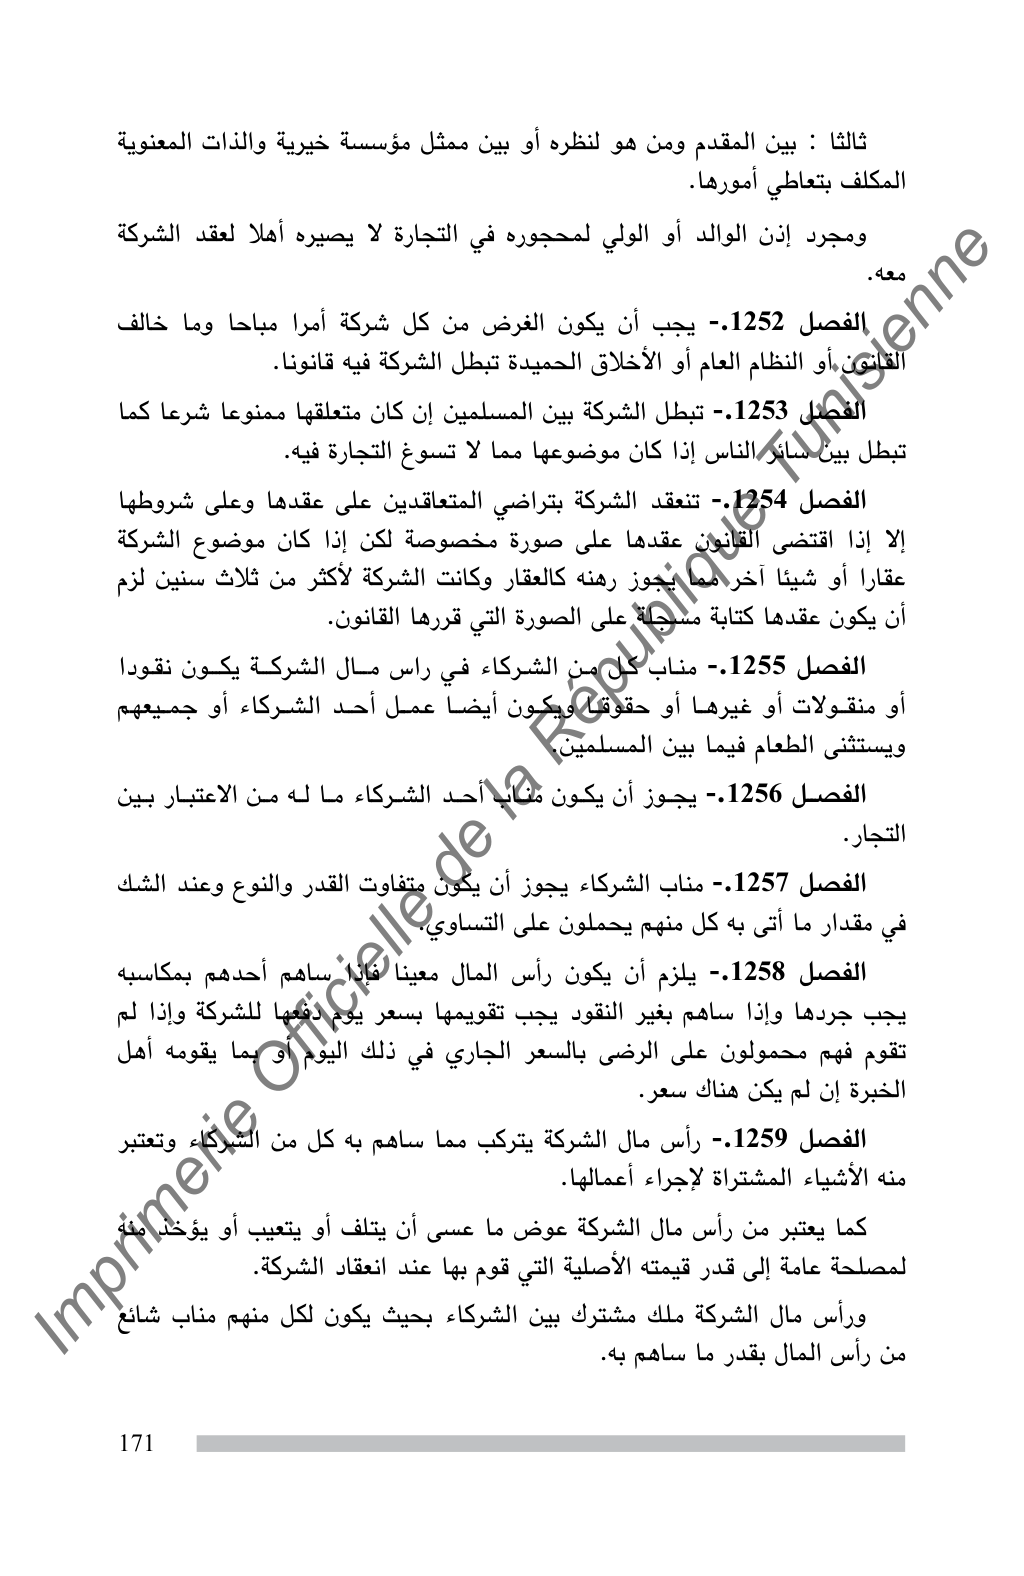 ثالثا : بين المقدم ومن هو لنظره أو بين ممثل مؤسسة خيرية والذات المعنوية
المكلف بتعاطي أمورها.
ومجرد إذن الوالد أو الولي لمحجوره في التجارة لا يصيره أهلا لعقد الشركة
معه.
الفصل 1252.- يجب أن يكون الغرض من كل شركة أمرا مباحا وما خالف
القانون أو النظام العام أو الأخلاق الحميدة تبطل الشركة فيه قانونا.
الفصل 1253.- تبطل الشركة بين المسلمين إن كان متعلقها ممنوعا شرعا كما
تبطل بين سائر الناس إذا كان موضوعها مما لا تسوغ التجارة فيه.
الفصل 1254.- تنعقد الشركة بتراضي المتعاقدين على عقدها وعلى شروطها
إلا إذا اقتضى القانون عقدها على صورة مخصوصة لكن إذا كان موضوع الشركة
عقارا أو شيئا آخر مما يجوز رهنه كالعقار وكانت الشركة لأكثر من ثلاث سنين لزم
أن يكون عقدها كتابة مسجلة على الصورة التي قررها القانون.
الفصل 1255.- مناب كل من الشركاء في راس مال الشركة يكون نقودا
أو منقولات أو غيرها أو حقوقنا ويكون أيضا عمل أحد الشركاء أو جميعهم
ويستثنى الطعام فيما بين المسلمين.
الفصل 1256.- يجوز أن يكون مناب أحد الشركاء ما له من الاعتبار بين
التجار.
الفصل 1257.- مناب الشركاء يجوز أن يكون متفاوت القدر والنوع وعند الشك
في مقدار ما أتى به كل منهم يحملون على التساوي.
الفصل 1258.- يلزم أن يكون رأس المال معينا فإذا ساهم أحدهم بمكاسبه
يجب جردها وإذا ساهم بغير النقود يجب تقويمها بسعر يوم دفعها للشركة وإذا لم
تقوم فهم محمولون على الرضى بالسعر الجاري في ذلك اليوم أو بما يقومه أهل
الخبرة إن لم يكن هناك سعر.
الفصل 1259.- رأس مال الشركة يتركب مما ساهم به كل من الشركاء وتعتبر
منه الأشياء المشتراة لإجراء أعمالها.
كما يعتبر من رأس مال الشركة عوض ما عسى أن يتلف أو يتعيب أو يؤخذ منه
لمصلحة عامة إلى قدر قيمته الأصلية التي قوم بها عند انعقاد الشركة.
ورأس مال الشركة ملك مشترك بين الشركاء بحيث يكون لكل منهم مناب شائع
من رأس المال بقدر ما ساهم به.
171
Imprimerie Officielle de la République Tunisienne